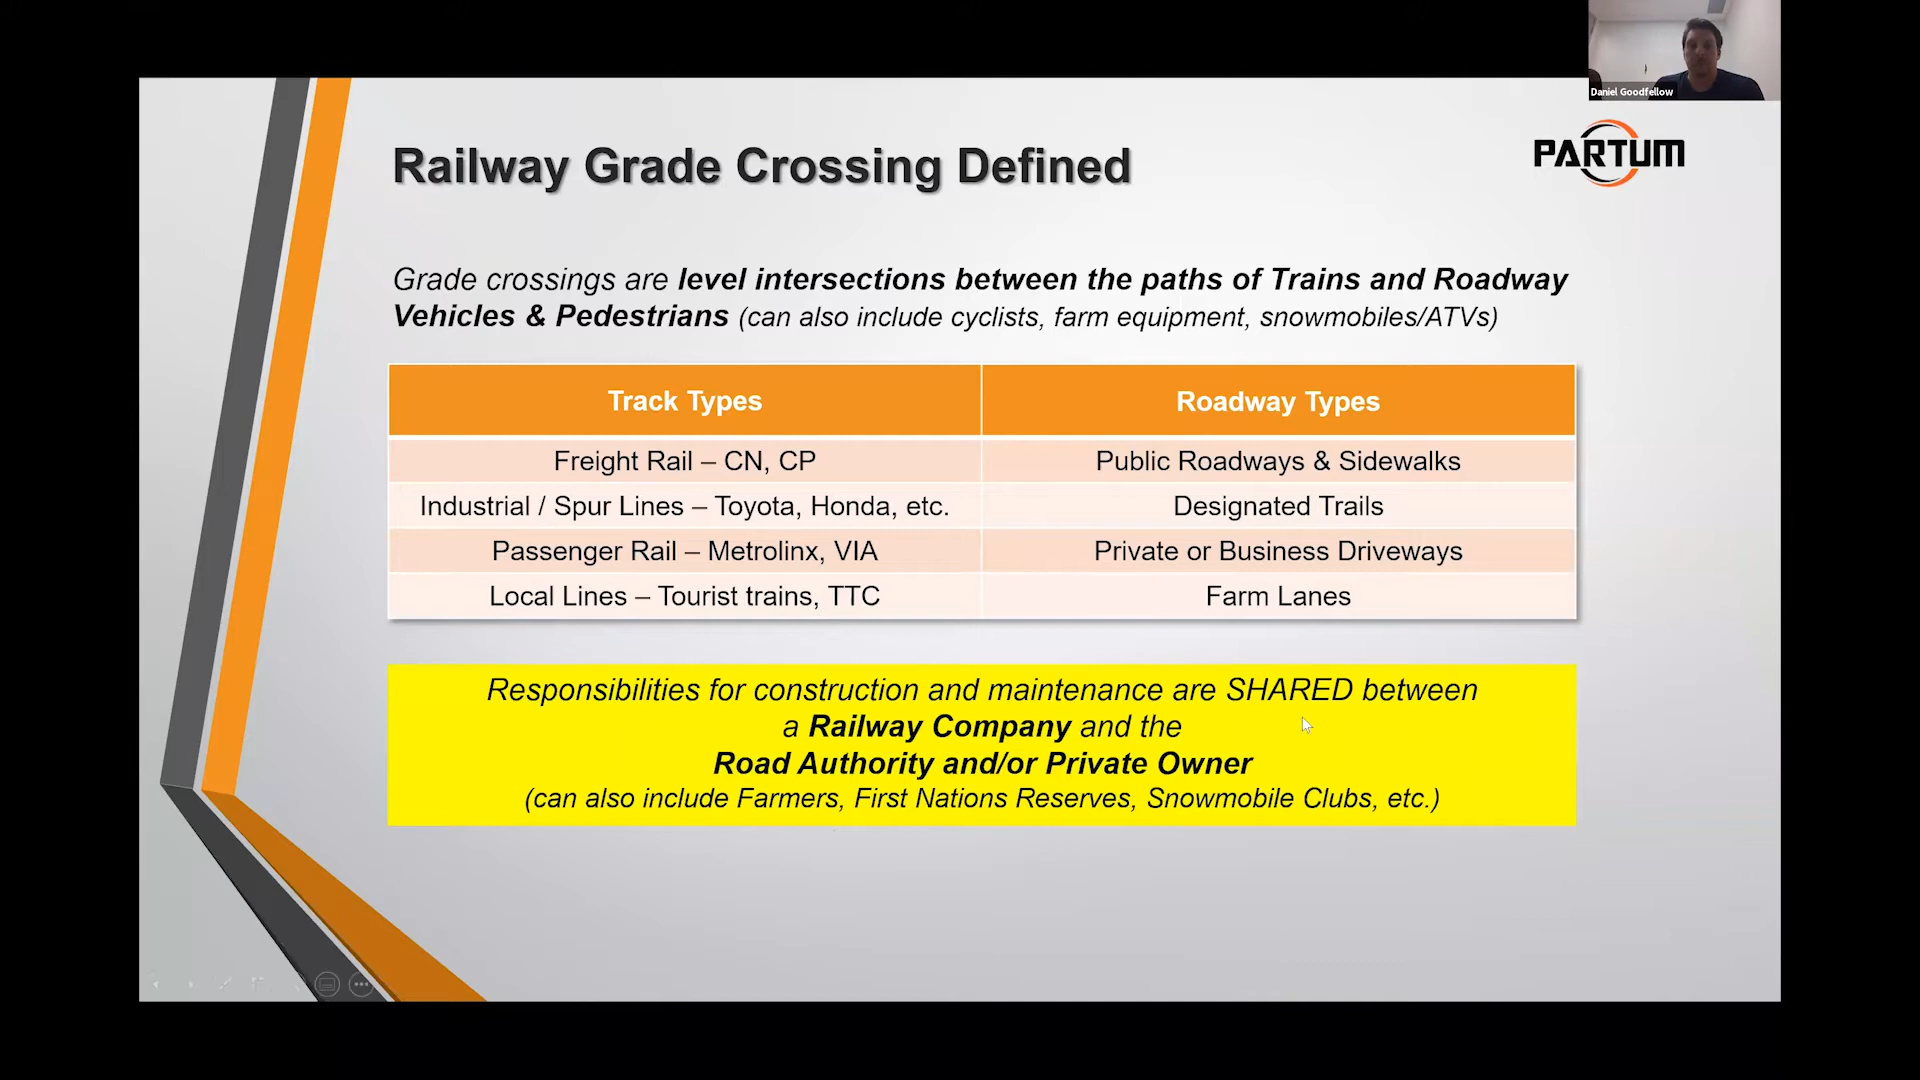 Daniel Goodfellow
PARTUM
Railway Grade Crossing Defined
Grade crossings are level intersections between the paths of Trains and Roadway
Vehicles & Pedestrians (can also include cyclists, farm equipment, snowmobiles/ATVs)
Track Types
Roadway Types
Freight Rail – CN, CP
Public Roadways & Sidewalks
Industrial / Spur Lines – Toyota, Honda, etc.
Designated Trails
Passenger Rail – Metrolinx, VIA
Private or Business Driveways
Local Lines – Tourist trains, TTC
Farm Lanes
Responsibilities for construction and maintenance are SHARED between
a Railway Company and the
Road Authority and/or Private Owner
(can also include Farmers, First Nations Reserves, Snowmobile Clubs, etc.)